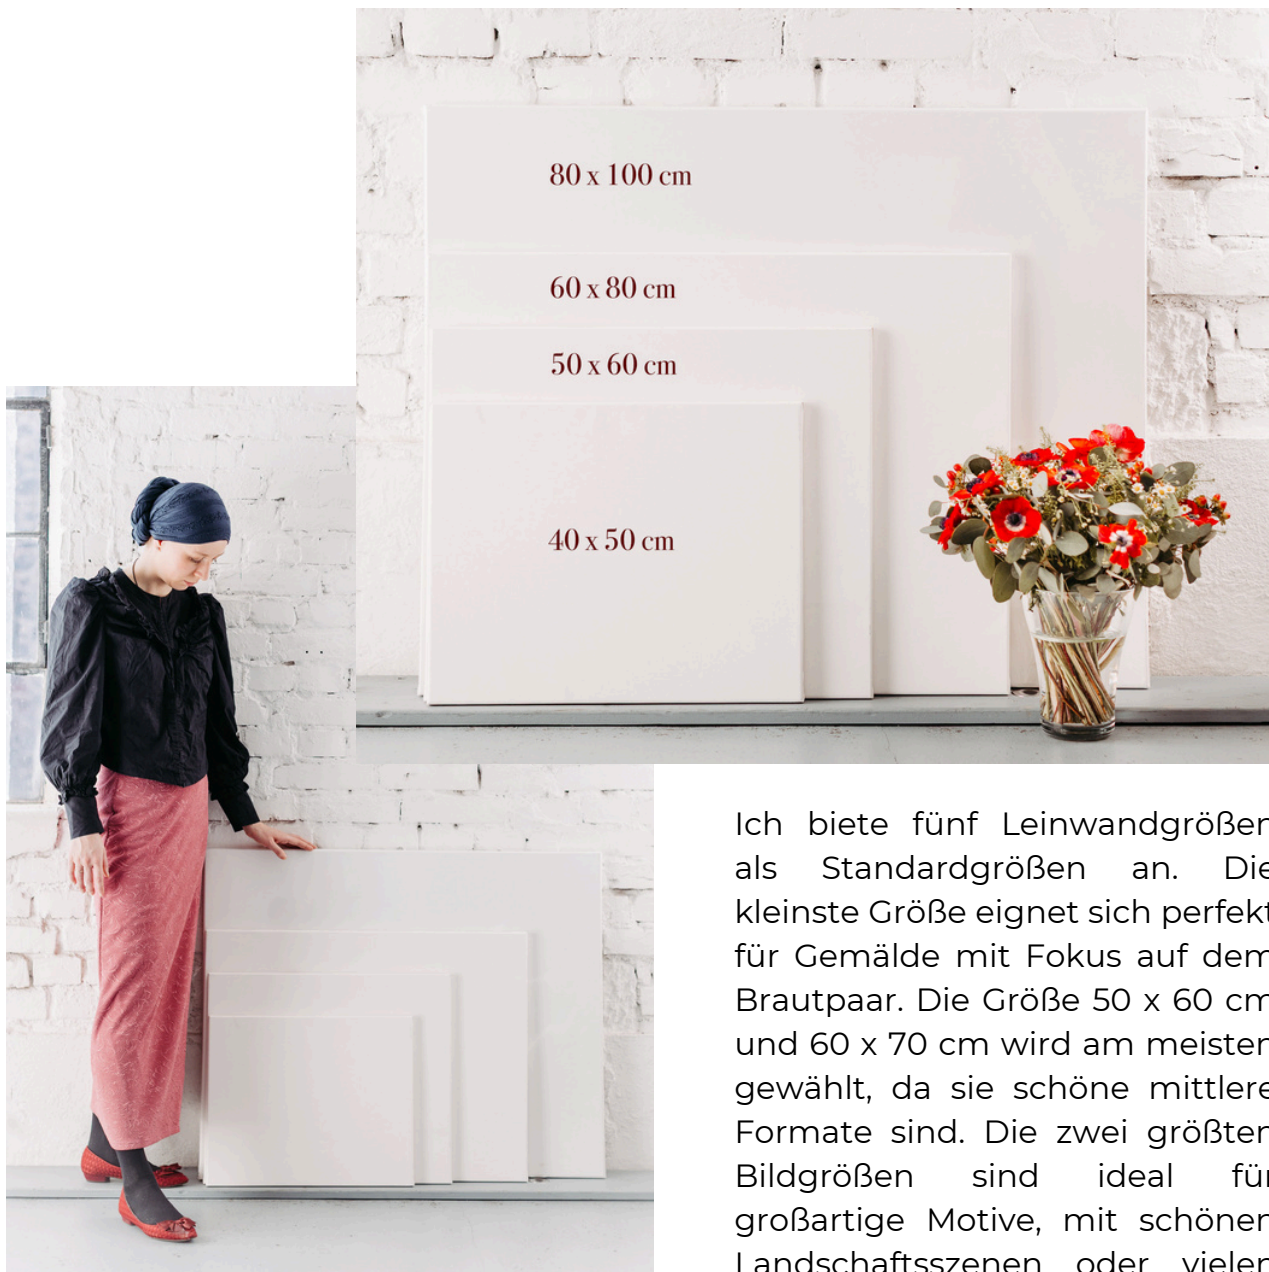 80 x 100 cm
60 x 80 cm
50 x 60 cm
40 x 50 cm
Ich biete fünf Leinwandgrößen
als Standardgrößen an. Die
kleinste Größe eignet sich perfekt
für Gemälde mit Fokus auf dem
Brautpaar. Die Größe 50 x 60 cm
und 60 x 70 cm wird am meisten
gewählt, da sie schöne mittlere
Formate sind. Die zwei größten
Bildgrößen sind ideal für
großartige Motive, mit schönen
Landschaftsszenen oder vielen